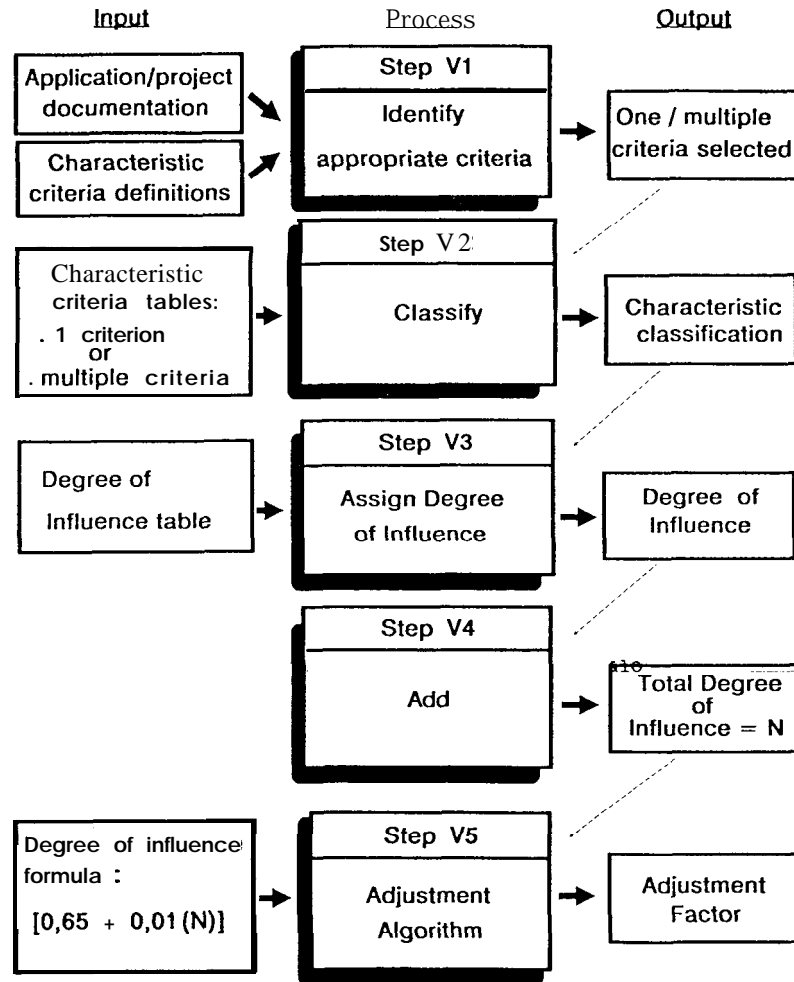 Input
Process
Output
Application/project
documentation
Characteristic
criteria definitions
Step V1
Identify
appropriate criteria
One / multiple
criteria selected
Characteristic
criteria tables:
. 1 criterion
or
. multiple criteria
Step V2
Classify
Characteristic
classification
Degree of
Influence table
Step V3
Assign Degree
of Influence
Degree of
Influence
Step V4
Add
Total Degree
of
Influence = N
Degree of influence
formula :
[0,65 + 0,01(N)]
Step V5
Adjustment
Algorithm
Adjustment
Factor